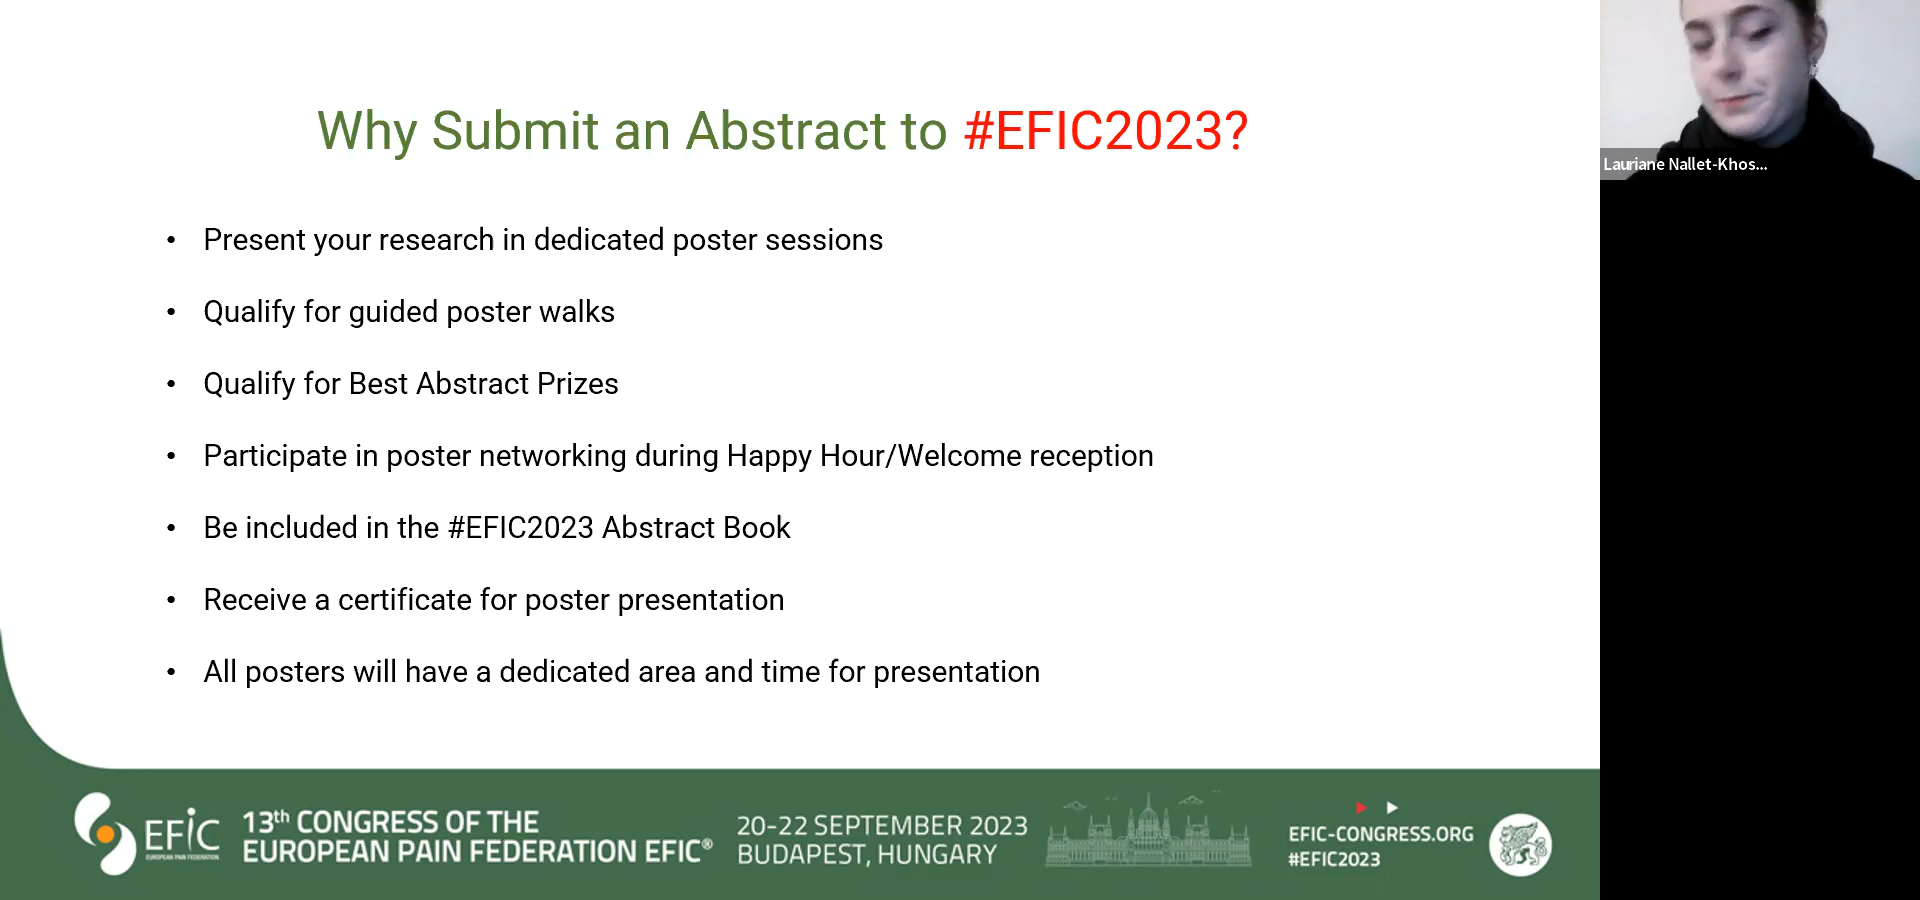 Why Submit an Abstract to #EFIC2023?
• Present your research in dedicated poster sessions
• Qualify for guided poster walks
• Qualify for Best Abstract Prizes
• Participate in poster networking during Happy Hour/Welcome reception
• Be included in the #EFIC2023 Abstract Book
• Receive a certificate for poster presentation
• All posters will have a dedicated area and time for presentation
Lauriane Nallet-Khos...
EFIC
EUROPEAN PAIN FEDERATION
13th CONGRESS OF THE
EUROPEAN PAIN FEDERATION EFIC®
20-22 SEPTEMBER 2023
BUDAPEST, HUNGARY
EFIC-CONGRESS.ORG
#EFIC2023